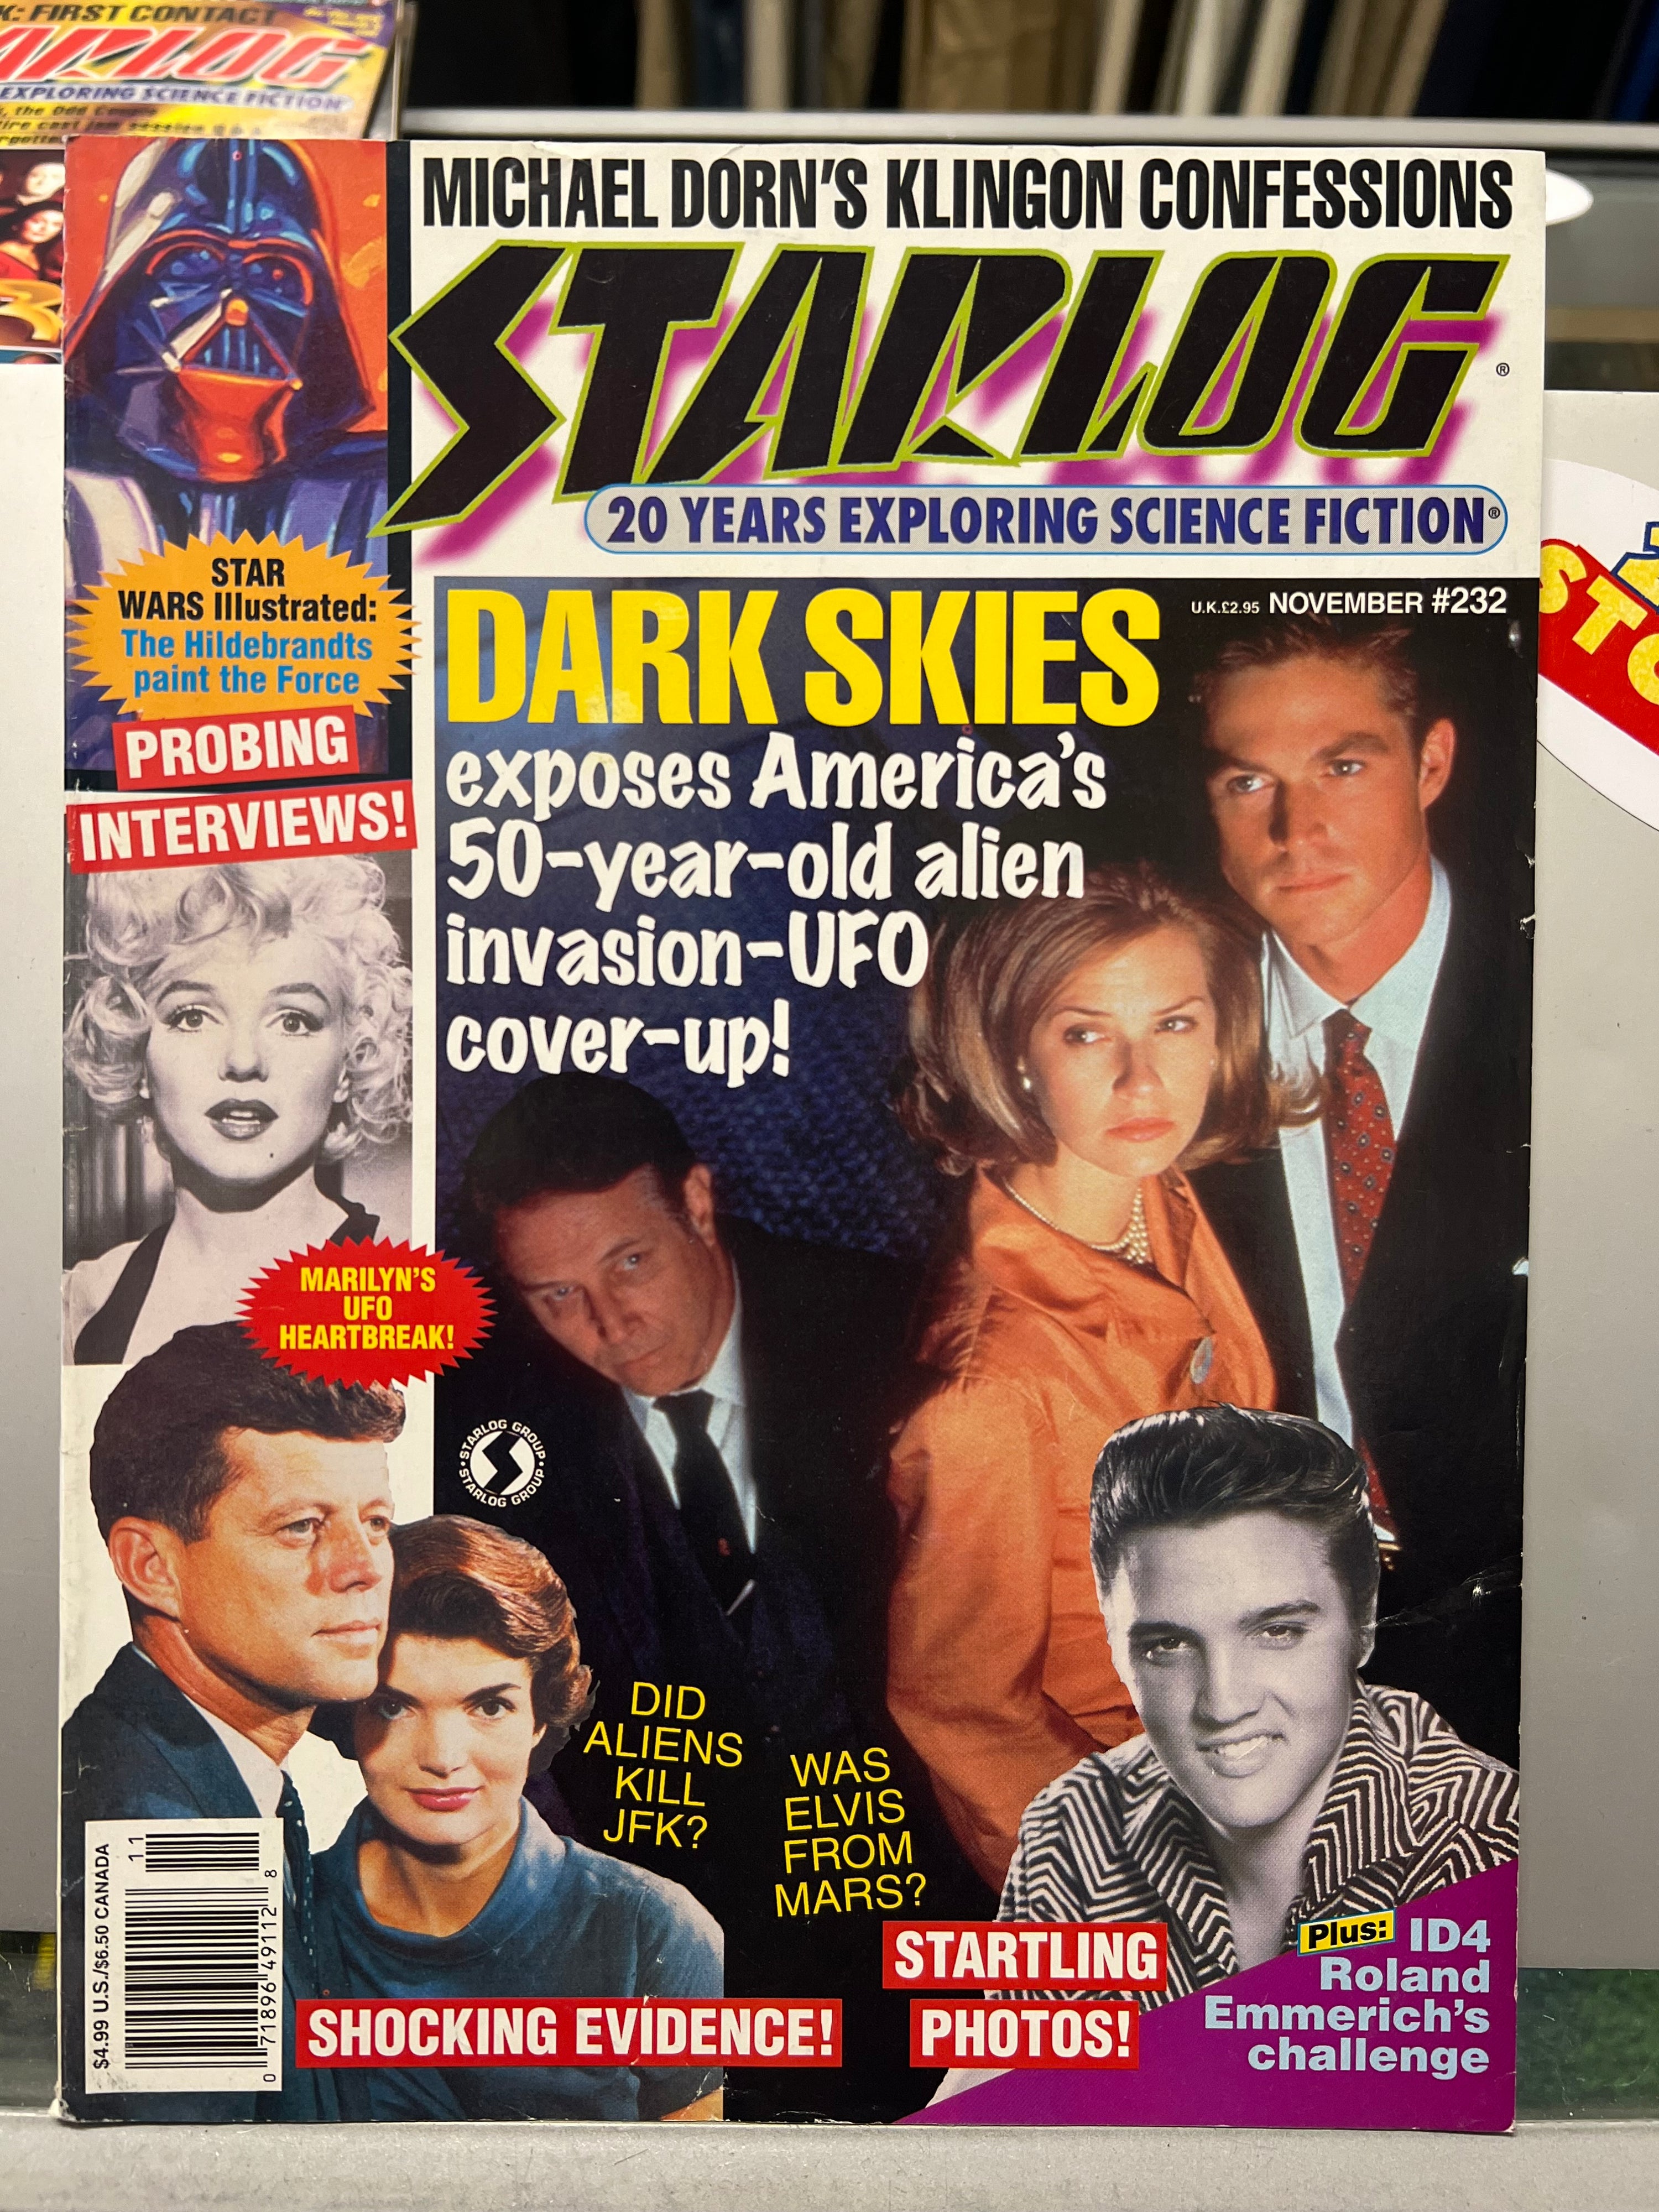 K: FIRST CONTACT
EXPLORING SCIENCE FICTION
, the Odd Couple
MICHAEL DORN'S KLINGON CONFESSIONS
STARLOG®
20 YEARS EXPLORING SCIENCE FICTION®
STAR
WARS Illustrated:
The Hildebrandts
paint the Force
PROBING
INTERVIEWS!
U.K.£2.95 NOVEMBER #232
DARK SKIES
exposes America's
50-year-old alien
invasion-UFO
cover-up!
MARILYN'S
UFO
HEARTBREAK!
STARLOG GROUP • STARLOG GROUP •
DID
ALIENS
KILL
JFK?
WAS
ELVIS
FROM
MARS?
STARTLING
PHOTOS!
SHOCKING EVIDENCE!
Plus: ID4
Roland
Emmerich's
challenge
$4.99 U.S./$6.50 CANADA
11
0 71896 49112 8